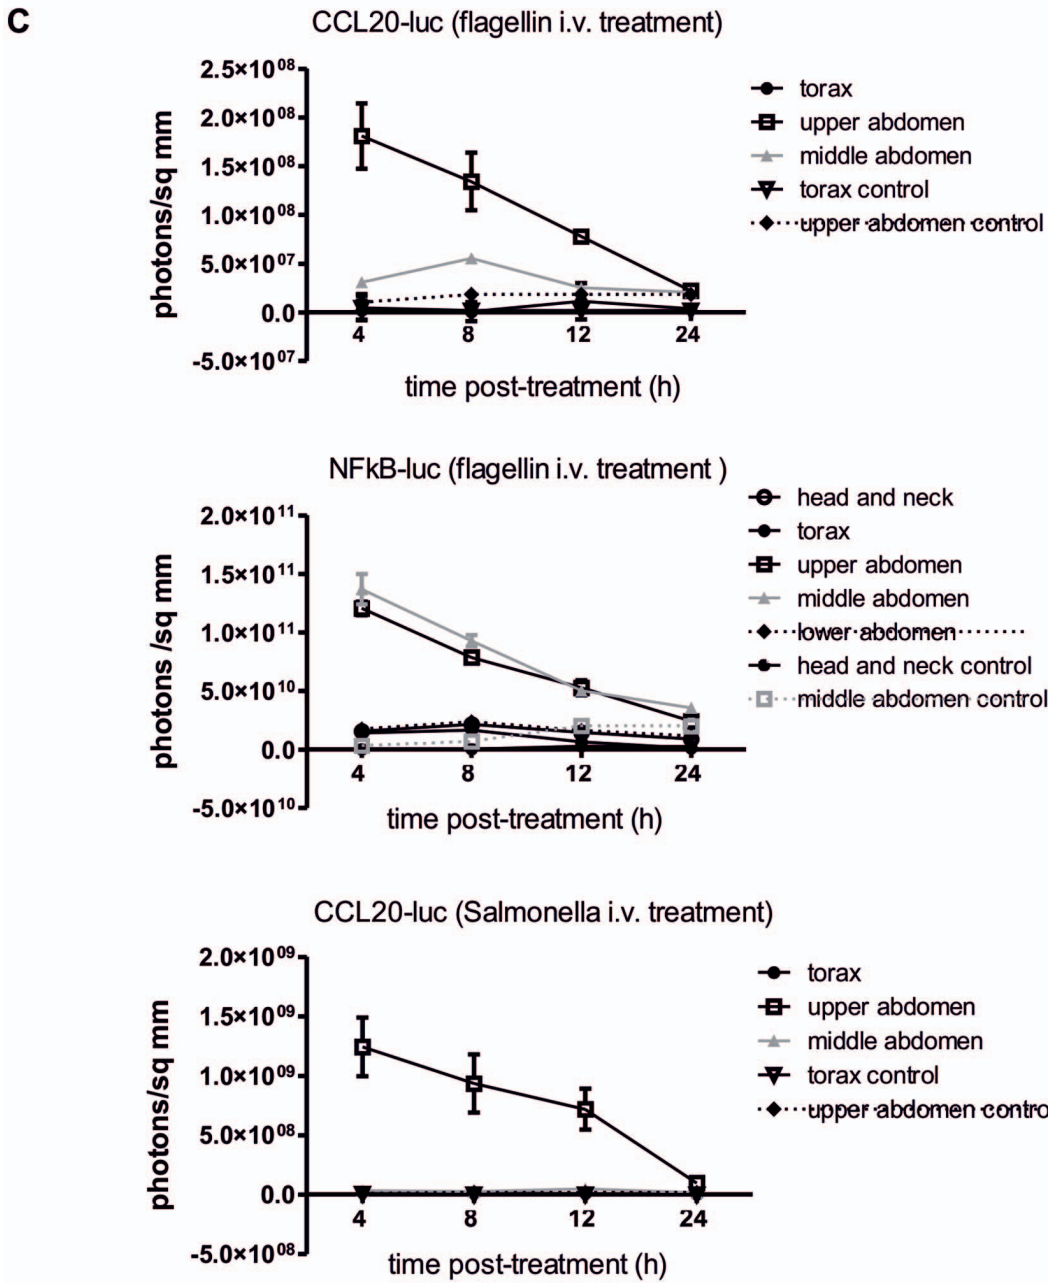 C
CCL20-luc (flagellin i.v. treatment)
2.5×10⁰⁸
2.0×10⁰⁸
1.5×10⁰⁸
1.0×10⁰⁸
5.0×10⁰⁷
0.0
-5.0×10⁰⁷
photons/sq mm
4 8 12 24
time post-treatment (h)
torax
upper abdomen
middle abdomen
torax control
upper abdomen control
NFkB-luc (flagellin i.v. treatment )
2.0×10¹¹
1.5×10¹¹
1.0×10¹¹
5.0×10¹⁰
0.0
-5.0×10¹⁰
photons /sq mm
4 8 12 24
time post-treatment (h)
head and neck
torax
upper abdomen
middle abdomen
lower abdomen
head and neck control
middle abdomen control
CCL20-luc (Salmonella i.v. treatment)
2.0×10⁰⁹
1.5×10⁰⁹
1.0×10⁰⁹
5.0×10⁰⁸
0.0
-5.0×10⁰⁸
photons/sq mm
4 8 12 24
time post-treatment (h)
torax
upper abdomen
middle abdomen
torax control
upper abdomen contro